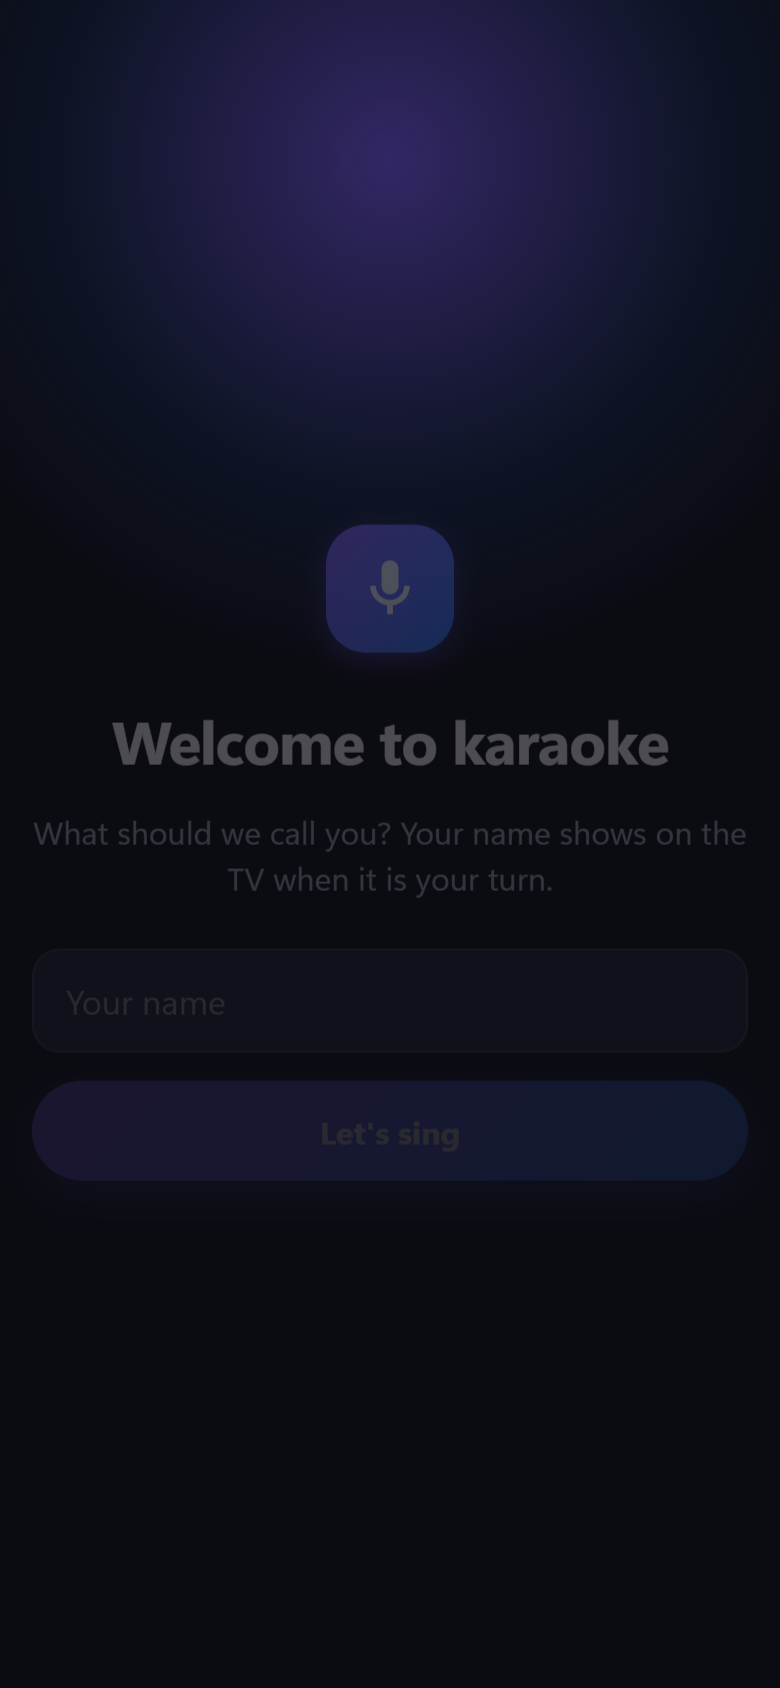 Welcome to karaoke
What should we call you? Your name shows on the
TV when it is your turn.
Your name
Let's sing